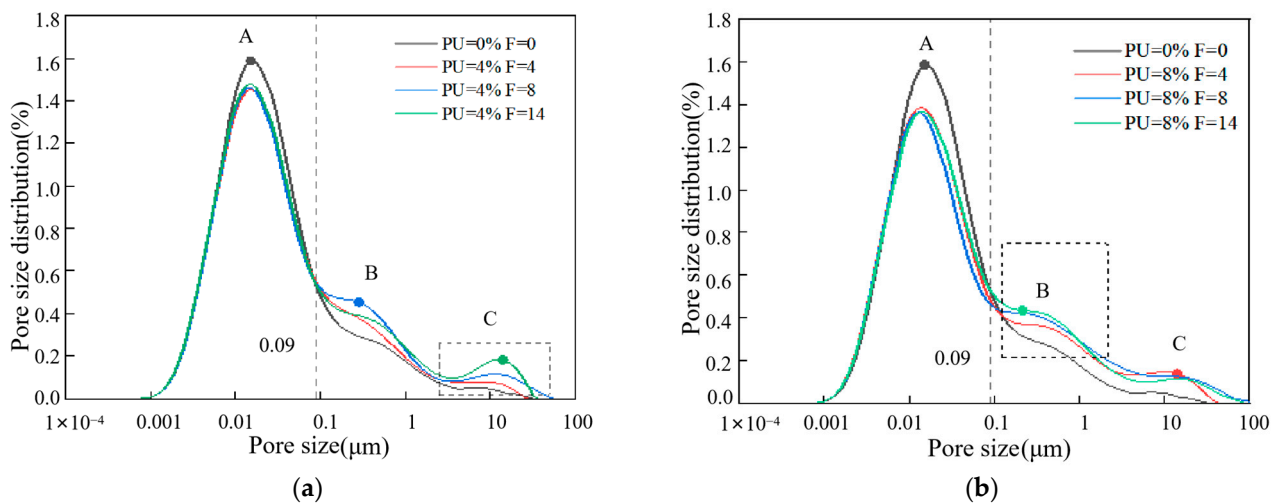 1.8
1.6
1.4
1.2
1.0
0.8
0.6
0.4
0.2
0.0
Pore size distribution(%)
A
B
C
0.09
PU=0% F=0
PU=4% F=4
PU=4% F=8
PU=4% F=14
1×10⁻⁴ 0.001 0.01 0.1 1 10 100
Pore size(μm)
(a)
1.8
1.6
1.4
1.2
1.0
0.8
0.6
0.4
0.2
0.0
Pore size distribution(%)
A
B
C
0.09
PU=0% F=0
PU=8% F=4
PU=8% F=8
PU=8% F=14
1×10⁻⁴ 0.001 0.01 0.1 1 10 100
Pore size(μm)
(b)